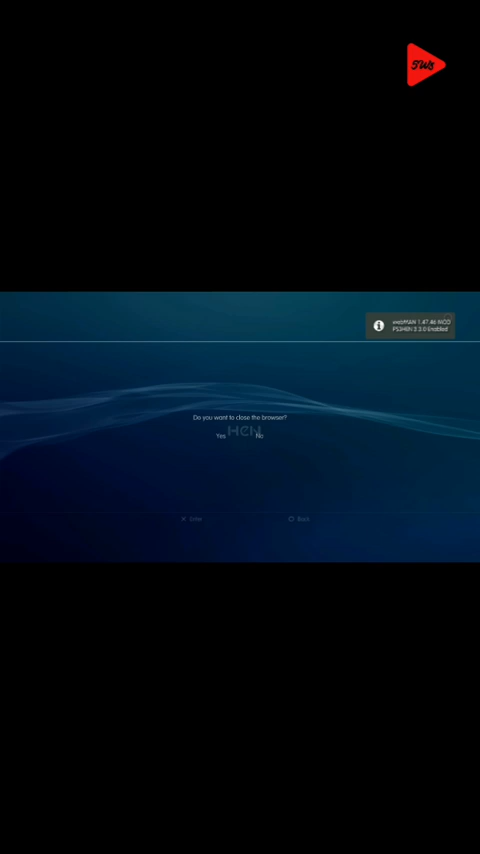 webMAN 1.47.46 MOD
PS3HEN 3.3.0 Enabled
Do you want to close the browser?
HEN
Yes
No
Enter
Back